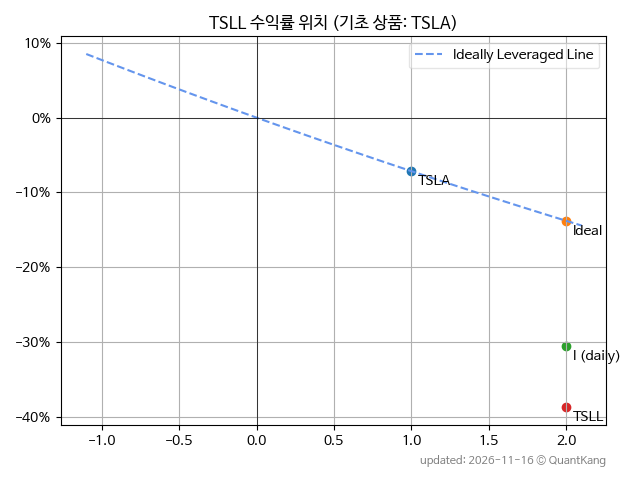 TSLL 수익률 위치 (기초 상품: TSLA)
10%
Ideally Leveraged Line
0%
TSLA
−10%
Ideal
−20%
−30%
I (daily)
TSLL
−40%
−1.0 −0.5 0.0 0.5 1.0 1.5 2.0
updated: 2026-11-16 © QuantKang